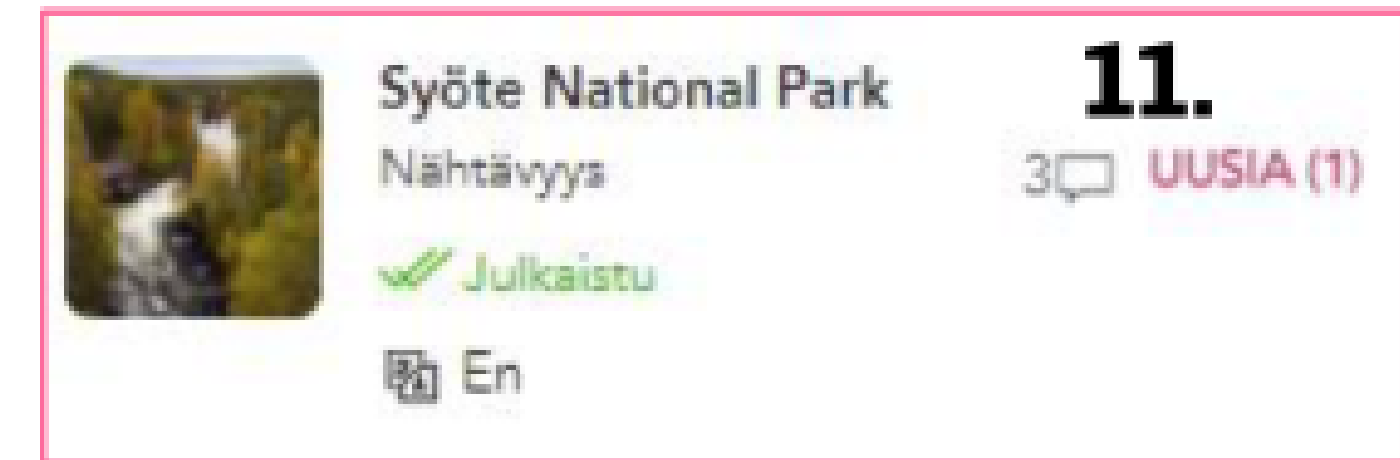 Syöte National Park
11.
Nähtävyys
3 UUSIA (1)
Julkaistu
En